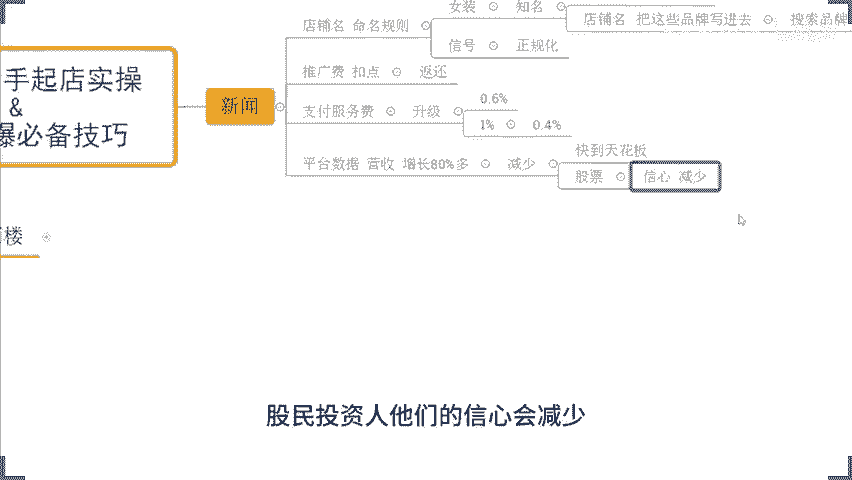 女装 知名
店铺名 把这些品牌写进去 搜索品牌
店铺名 命名规则
信号 正规化
手起店实操
&
爆必备技巧
新闻
推广费 扣点 返还
0.6%
支付服务费 升级
1% 0.4%
快到天花板
平台数据 营收 增长80%多 减少
股票 信心 减少
楼
股民投资人他们的信心会减少